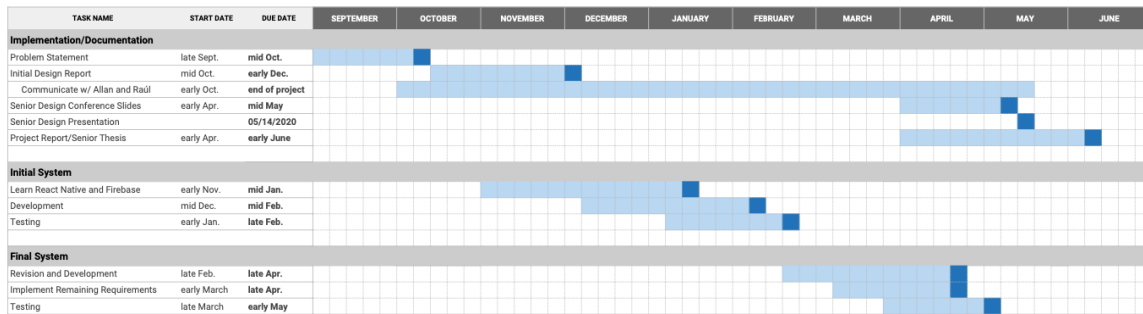 TASK NAME START DATE DUE DATE SEPTEMBER OCTOBER NOVEMBER DECEMBER JANUARY FEBRUARY MARCH APRIL MAY JUNE
Implementation/Documentation
Problem Statement late Sept. mid Oct.
Initial Design Report mid Oct. early Dec.
Communicate w/ Allan and Raúl early Oct. end of project
Senior Design Conference Slides early Apr. mid May
Senior Design Presentation 05/14/2020
Project Report/Senior Thesis early Apr. early June
Initial System
Learn React Native and Firebase early Nov. mid Jan.
Development mid Dec. mid Feb.
Testing early Jan. late Feb.
Final System
Revision and Development late Feb. late Apr.
Implement Remaining Requirements early March late Apr.
Testing late March early May